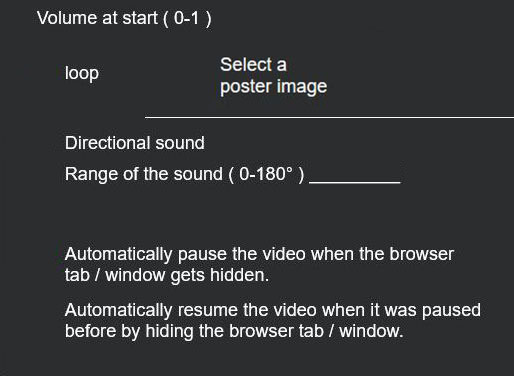 Volume at start ( 0-1 )
loop
Select a
poster image
Directional sound
Range of the sound ( 0-180° ) __________
Automatically pause the video when the browser
tab / window gets hidden.
Automatically resume the video when it was paused
before by hiding the browser tab / window.